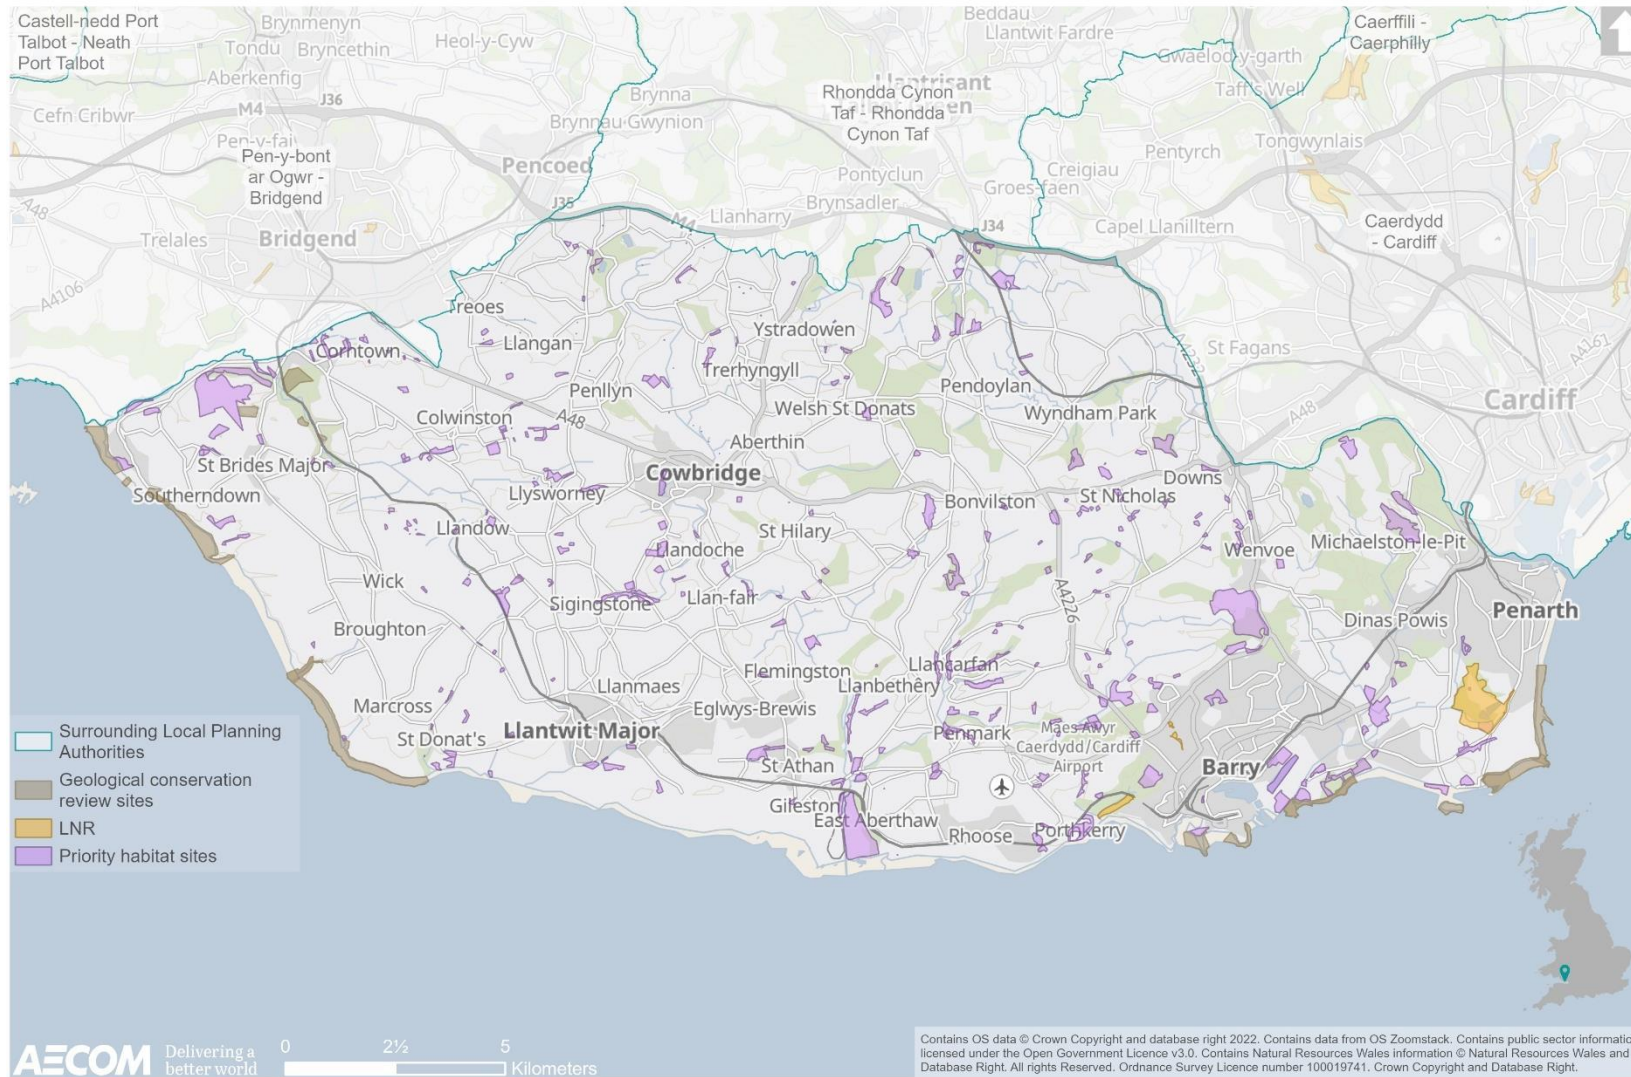 Castell-nedd Port
Talbot - Neath
Port Talbot
Brynmenyn
Tondu
Bryncethin
Heol-y-Cyw
Aberkenfig
Beddau
Llantwit Fardre
Caerffili -
Caerphilly
Gwaelod-y-garth
Taff's Well
J36
M4
Cefn Cribwr
Pen-y-fai
Brynna
Brynnau Gwynion
Rhondda Cynon
Taf - Rhondda
Cynon Taf
Tongwynlais
Pen-y-bont
ar Ogwr -
Bridgend
Pencoed
Pentyrch
Creigiau
Pontyclun
Groes-faen
A48
J35
M4
Llanharry
Brynsadler
J34
Capel Llanilltern
Caerdydd
- Cardiff
Trelales
Bridgend
A4106
Treoes
Llangan
Ystradowen
A4232
St Fagans
A4161
Corntown
Trerhyngyll
Penllyn
Pendoylan
Cardiff
Colwinston
A48
Welsh St Donats
Wyndham Park
A48
Aberthin
St Brides Major
Cowbridge
Downs
Southerndown
Llysworney
Bonvilston
St Nicholas
Llandow
St Hilary
Llandoche
Wenvoe
Michaelston-le-Pit
Wick
Sigingstone
Llan-fair
A4226
Penarth
Broughton
Dinas Powis
Flemingston
Llancarfan
Llanmaes
Llanbethêry
Marcross
Eglwys-Brewis
St Donat's
Llantwit Major
Penmark
Maes Awyr
Caerdydd/Cardiff
Airport
St Athan
Barry
Gileston
East Aberthaw
Rhoose
Porthkerry
Surrounding Local Planning
Authorities
Geological conservation
review sites
LNR
Priority habitat sites
AECOM
Delivering a
better world
0
2½
5
Kilometers
Contains OS data © Crown Copyright and database right 2022. Contains data from OS Zoomstack. Contains public sector informatio
licensed under the Open Government Licence v3.0. Contains Natural Resources Wales information © Natural Resources Wales and
Database Right. All rights Reserved. Ordnance Survey Licence number 100019741. Crown Copyright and Database Right.